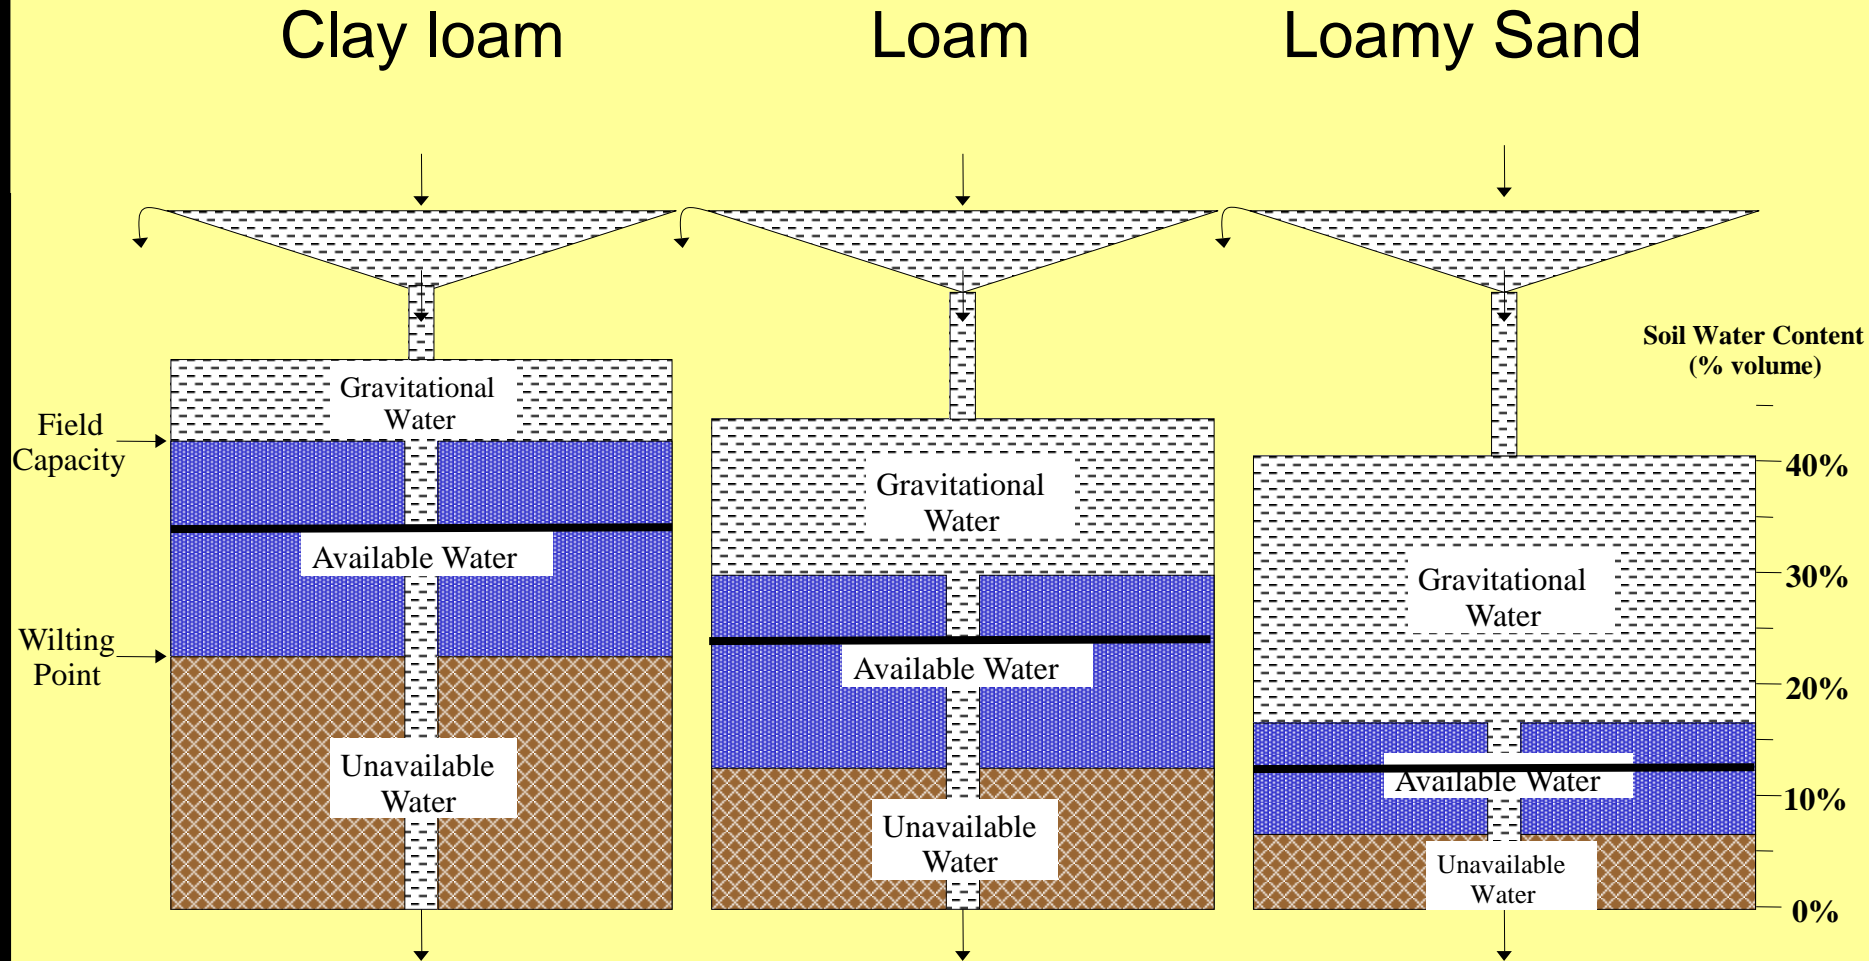 Clay loam
Loam
Loamy Sand
Soil Water Content
(% volume)
Field
Capacity
Wilting
Point
Gravitational
Water
Available Water
Unavailable
Water
Gravitational
Water
Available Water
Unavailable
Water
Gravitational
Water
Available Water
Unavailable
Water
40%
30%
20%
10%
0%